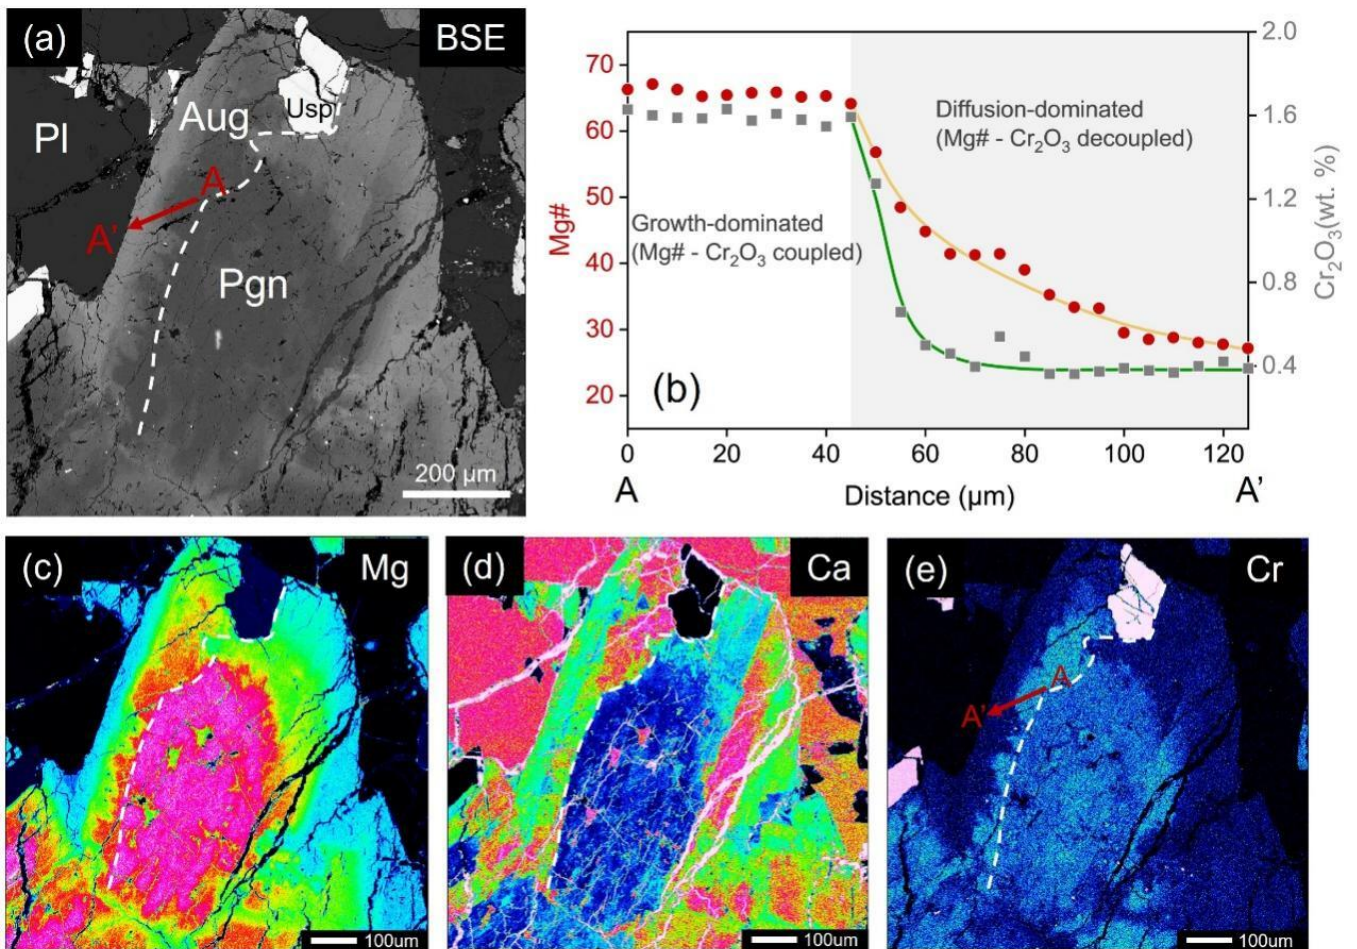 (a)
BSE
Pl
Aug
Usp
A
A'
Pgn
200 µm
Mg#
70
60
50
40
30
20
Growth-dominated
(Mg# - Cr₂O₃ coupled)
Diffusion-dominated
(Mg# - Cr₂O₃ decoupled)
(b)
2.0
1.6
1.2
0.8
0.4
Cr₂O₃(wt. %)
0 20 40 60 80 100 120
A Distance (µm) A'
(c)
Mg
100um
(d)
Ca
100um
(e)
Cr
A
A'
100um